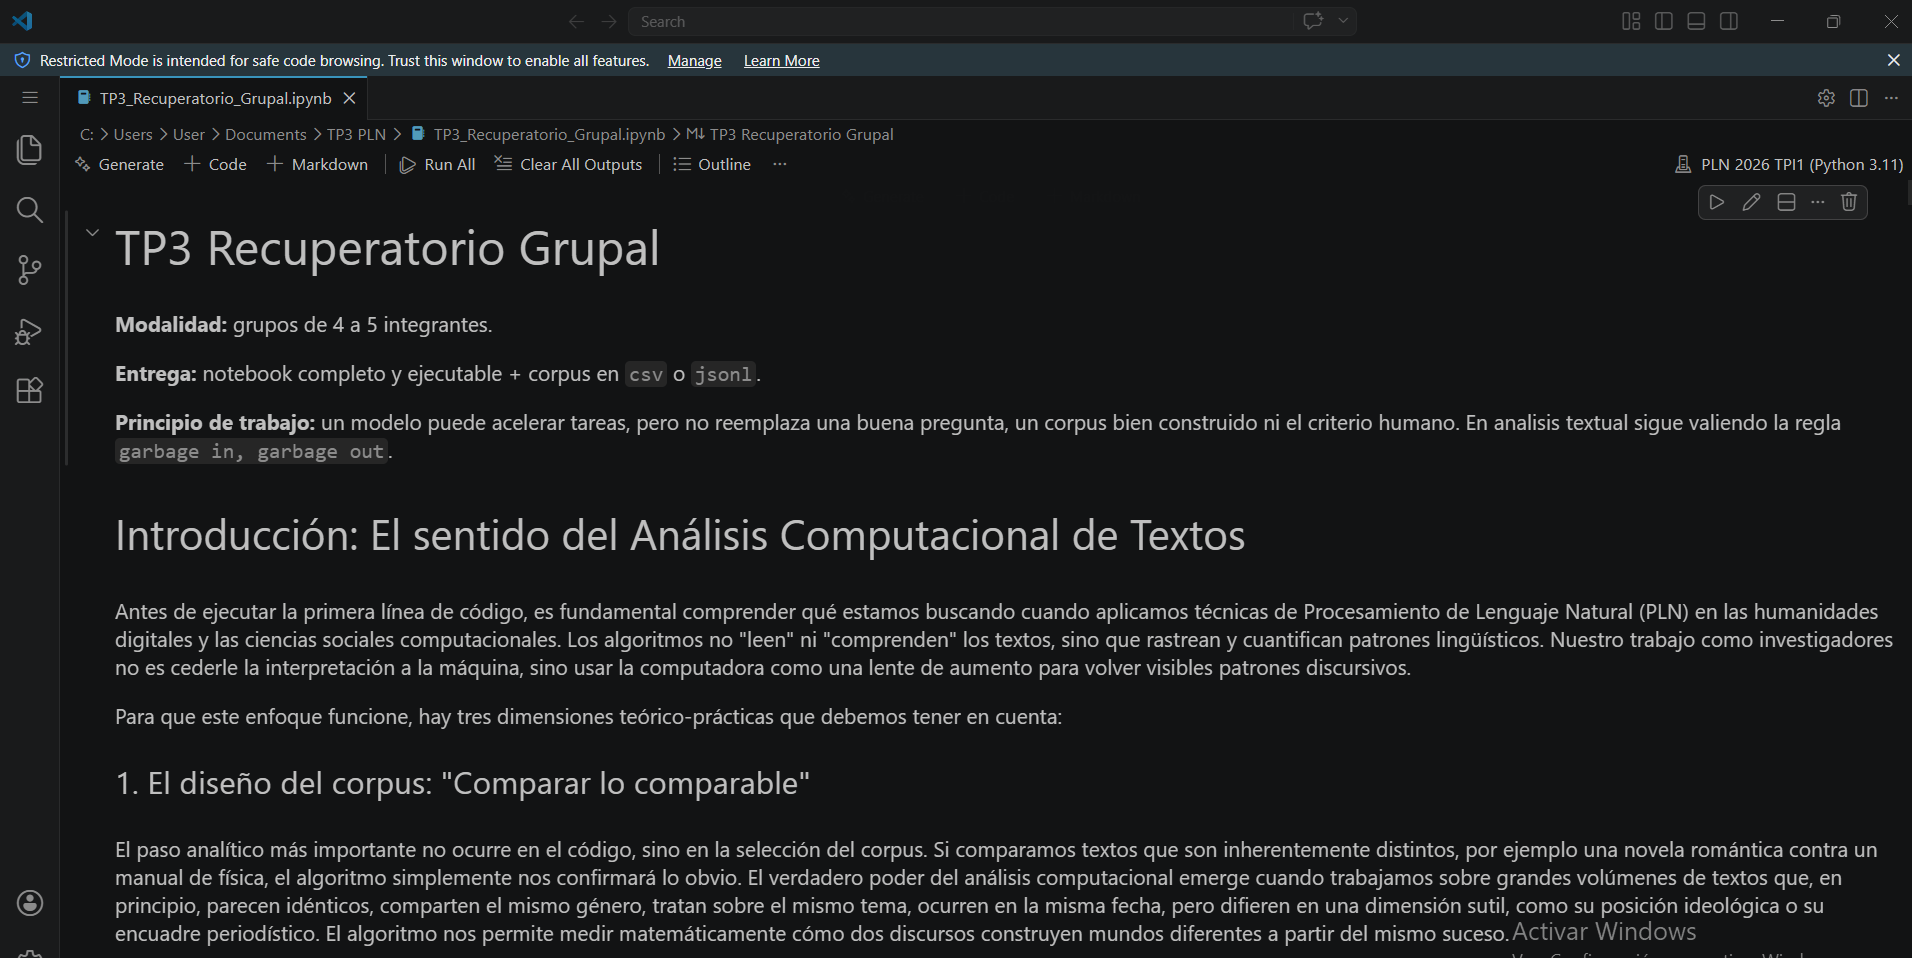 Search
Restricted Mode is intended for safe code browsing. Trust this window to enable all features. Manage Learn More
TP3_Recuperatorio_Grupal.ipynb
C: > Users > User > Documents > TP3 PLN > TP3_Recuperatorio_Grupal.ipynb > M↓ TP3 Recuperatorio Grupal
Generate + Code + Markdown | Run All Clear All Outputs | Outline ... PLN 2026 TPI1 (Python 3.11)
TP3 Recuperatorio Grupal
Modalidad: grupos de 4 a 5 integrantes.
Entrega: notebook completo y ejecutable + corpus en csv o jsonl.
Principio de trabajo: un modelo puede acelerar tareas, pero no reemplaza una buena pregunta, un corpus bien construido ni el criterio humano. En analisis textual sigue valiendo la regla
garbage in, garbage out.
Introducción: El sentido del Análisis Computacional de Textos
Antes de ejecutar la primera línea de código, es fundamental comprender qué estamos buscando cuando aplicamos técnicas de Procesamiento de Lenguaje Natural (PLN) en las humanidades
digitales y las ciencias sociales computacionales. Los algoritmos no "leen" ni "comprenden" los textos, sino que rastrean y cuantifican patrones lingüísticos. Nuestro trabajo como investigadores
no es cederle la interpretación a la máquina, sino usar la computadora como una lente de aumento para volver visibles patrones discursivos.
Para que este enfoque funcione, hay tres dimensiones teórico-prácticas que debemos tener en cuenta:
1. El diseño del corpus: "Comparar lo comparable"
El paso analítico más importante no ocurre en el código, sino en la selección del corpus. Si comparamos textos que son inherentemente distintos, por ejemplo una novela romántica contra un
manual de física, el algoritmo simplemente nos confirmará lo obvio. El verdadero poder del análisis computacional emerge cuando trabajamos sobre grandes volúmenes de textos que, en
principio, parecen idénticos, comparten el mismo género, tratan sobre el mismo tema, ocurren en la misma fecha, pero difieren en una dimensión sutil, como su posición ideológica o su
encuadre periodístico. El algoritmo nos permite medir matemáticamente cómo dos discursos construyen mundos diferentes a partir del mismo suceso.
Activar Windows